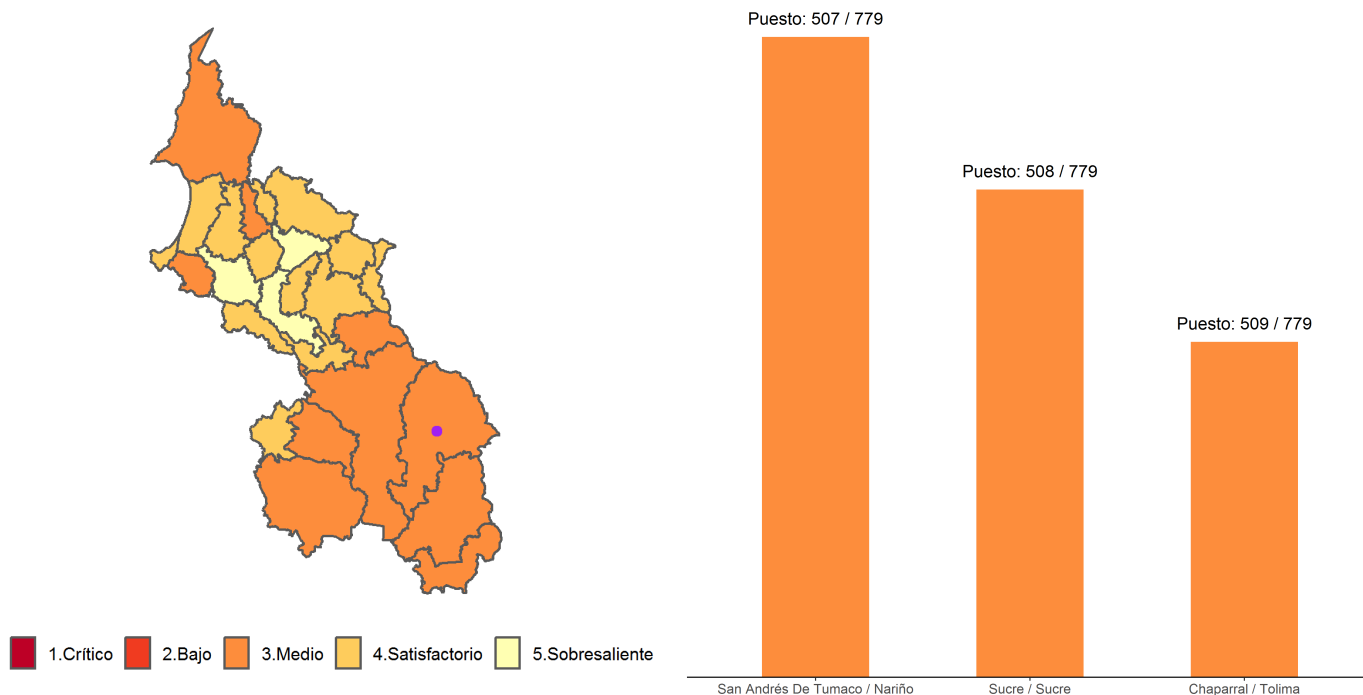 1.Crítico 2.Bajo 3.Medio 4.Satisfactorio 5.Sobresaliente
Puesto: 507 / 779
Puesto: 508 / 779
Puesto: 509 / 779
San Andrés De Tumaco / Nariño
Sucre / Sucre
Chaparral / Tolima